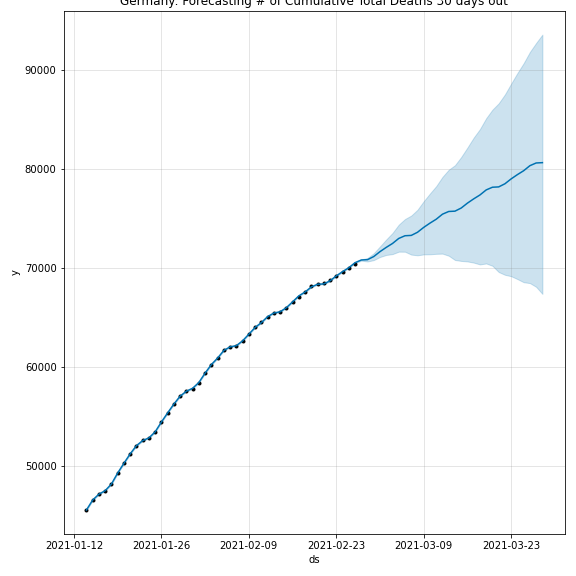 Germany: Forecasting # of Cumulative Total Deaths 30 days out
90000
80000
70000
y
60000
50000
2021-01-12 2021-01-26 2021-02-09 2021-02-23 2021-03-09 2021-03-23
ds